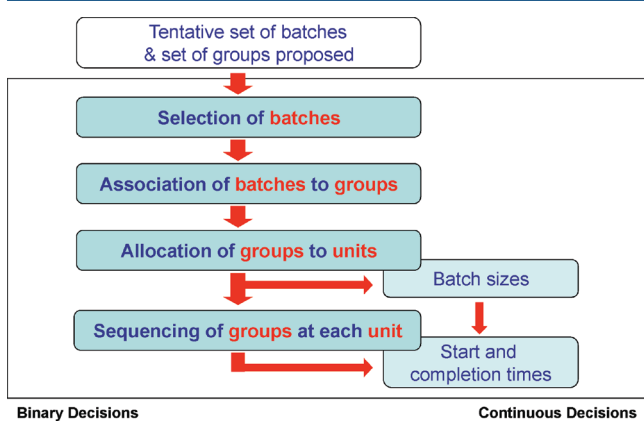 Tentative set of batches
& set of groups proposed
Selection of batches
Association of batches to groups
Allocation of groups to units
Batch sizes
Sequencing of groups at each unit
Start and
completion times
Binary Decisions
Continuous Decisions